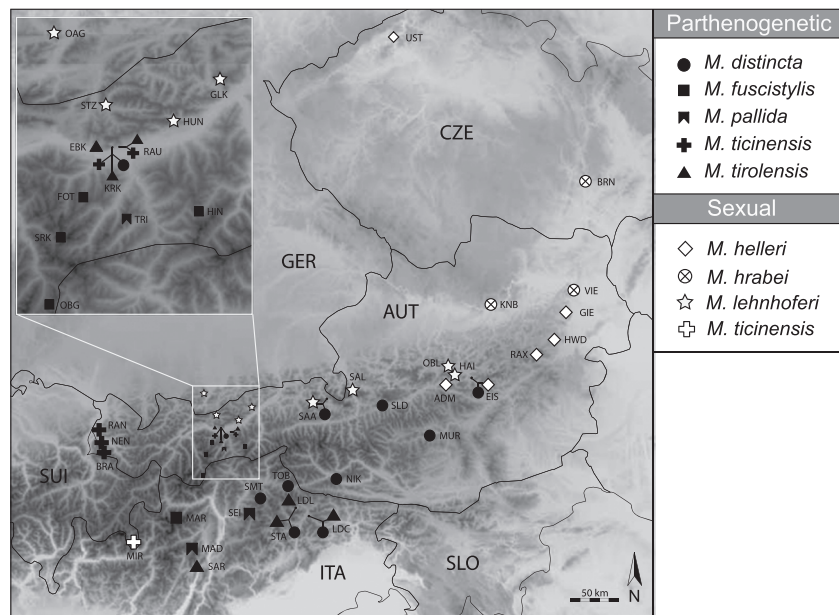 OAG
GLK
STZ
HUN
EBK
RAU
KRK
FOT
TRI
HIN
SRK
OBG
UST
CZE
BRN
GER
AUT
KNB
VIE
GIE
HWD
RAX
OBL
HAI
ADM
EIS
SAL
SAA
SLD
MUR
RAN
NEN
BRA
SUI
NIK
TOB
SMT
LDL
SEI
MAR
STA
LDC
MIR
MAD
SAR
ITA
SLO
50 km
N
Parthenogenetic
M. distincta
M. fuscistylis
M. pallida
M. ticinensis
M. tirolensis
Sexual
M. helleri
M. hrabei
M. lehnhoferi
M. ticinensis